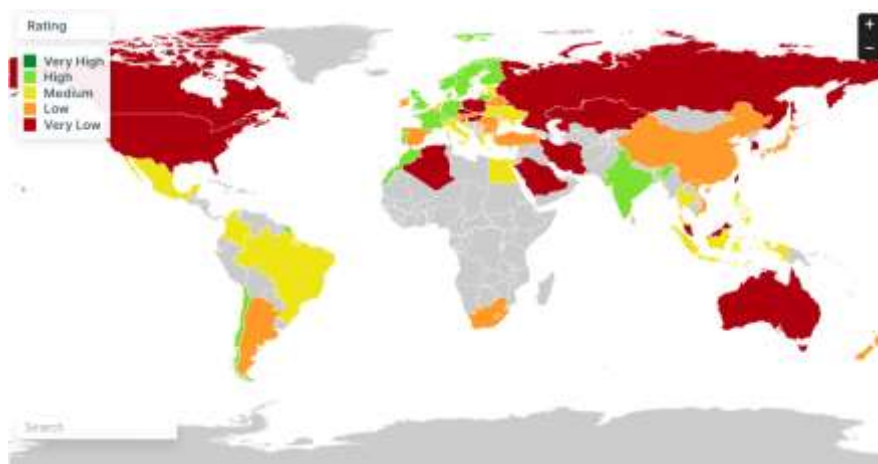 Rating
Very High
High
Medium
Low
Very Low
+
−
Search